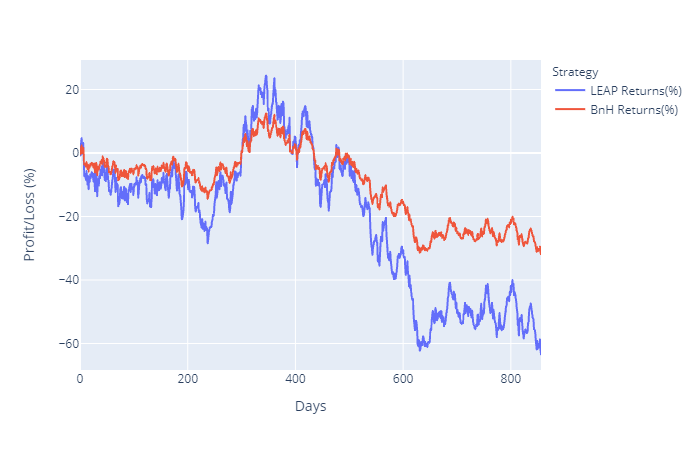 Strategy
LEAP Returns(%)
BnH Returns(%)
Profit/Loss (%)
20
0
−20
−40
−60
0
200
400
600
800
Days